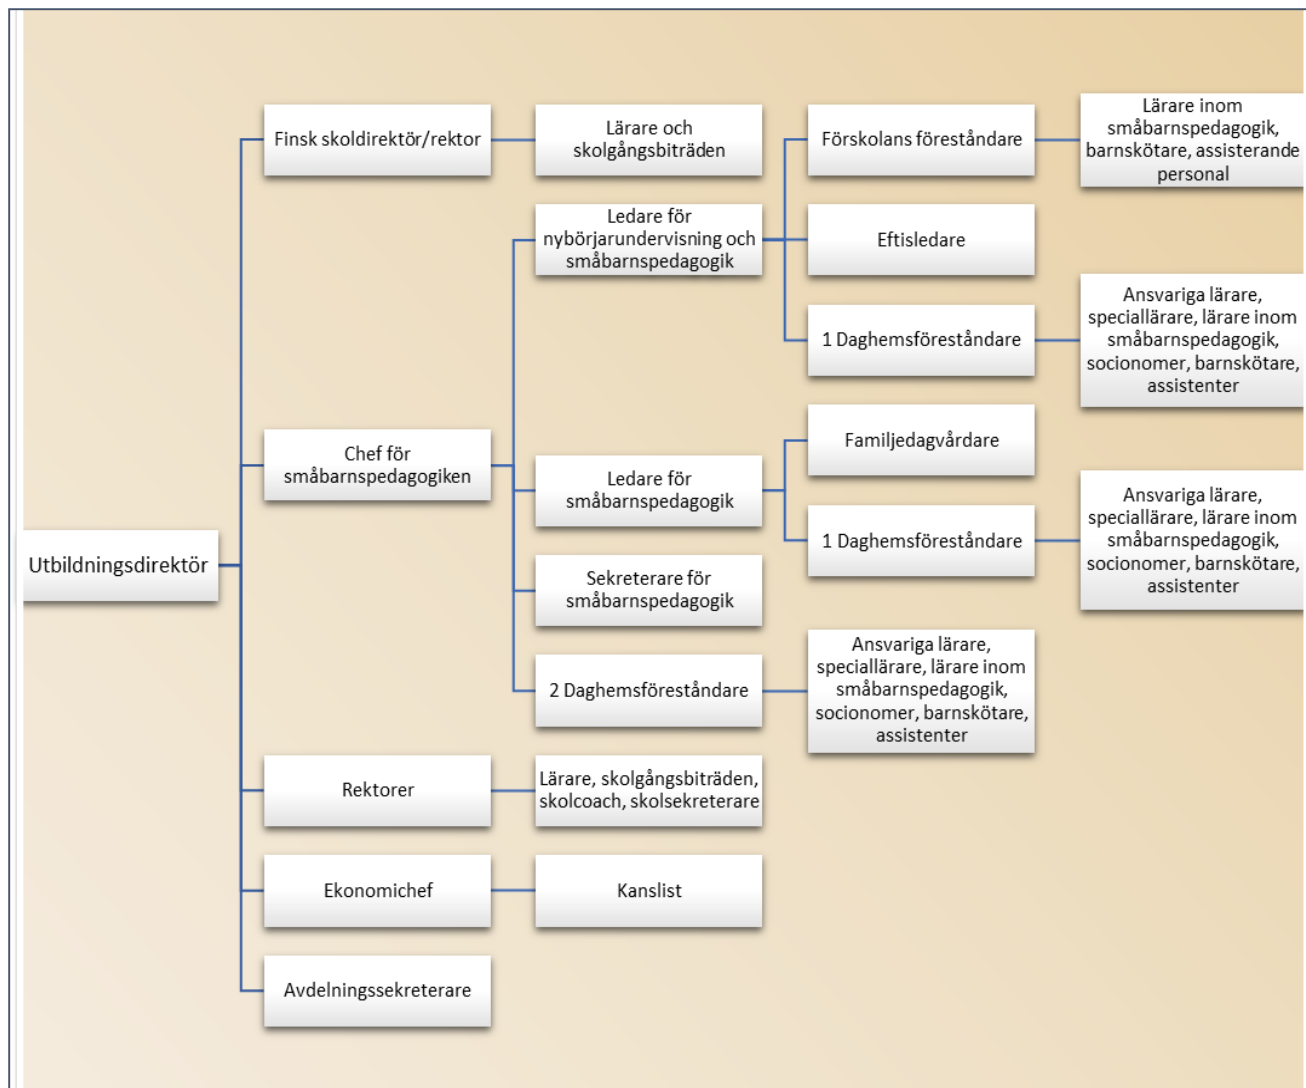 Utbildningsdirektör
Finsk skoldirektör/rektor
Lärare och
skolgångsbiträden
Chef för
småbarnspedagogiken
Ledare för
nybörjarundervisning och
småbarnspedagogik
Förskolans föreståndare
Lärare inom
småbarnspedagogik,
barnskötare, assisterande
personal
Eftisledare
1 Daghemsföreståndare
Ansvariga lärare,
speciallärare, lärare inom
småbarnspedagogik,
socionomer, barnskötare,
assistenter
Ledare för
småbarnspedagogik
Familjedagvårdare
1 Daghemsföreståndare
Ansvariga lärare,
speciallärare, lärare inom
småbarnspedagogik,
socionomer, barnskötare,
assistenter
Sekreterare för
småbarnspedagogik
2 Daghemsföreståndare
Ansvariga lärare,
speciallärare, lärare inom
småbarnspedagogik,
socionomer, barnskötare,
assistenter
Rektorer
Lärare, skolgångsbiträden,
skolcoach, skolsekreterare
Ekonomichef
Kanslist
Avdelningssekreterare